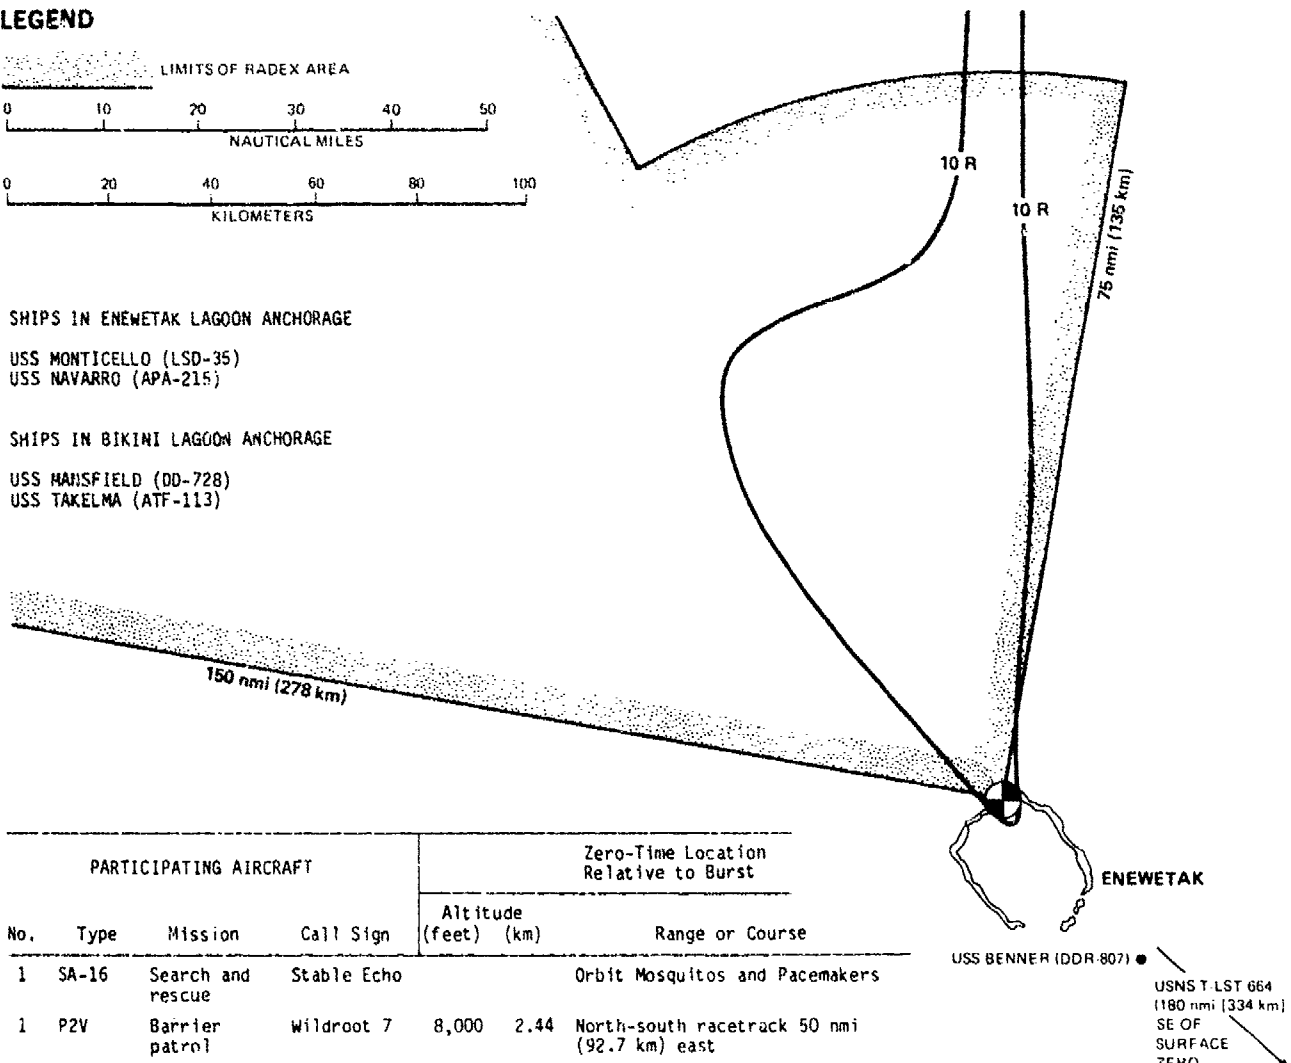 LEGEND
LIMITS OF RADEX AREA
0 10 20 30 40 50
NAUTICAL MILES
0 20 40 60 80 100
KILOMETERS
10 R
10 R
75 nmi (135 km)
SHIPS IN ENEWETAK LAGOON ANCHORAGE
USS MONTICELLO (LSD-35)
USS NAVARRO (APA-215)
SHIPS IN BIKINI LAGOON ANCHORAGE
USS MANSFIELD (DD-728)
USS TAKELMA (ATF-113)
150 nmi (278 km)
ENEWETAK
USS BENNER (DDR-807)
USNS T-LST 664
(180 nmi [334 km]
SE OF
SURFACE
ZERO
PARTICIPATING AIRCRAFT
Zero-Time Location
Relative to Burst
Altitude
No. Type Mission Call Sign (feet) (km) Range or Course
1 SA-16 Search and Stable Echo Orbit Mosquitos and Pacemakers
rescue
1 P2V Barrier Wildroot 7 8,000 2.44 North-south racetrack 50 nmi
patrol (92.7 km) east